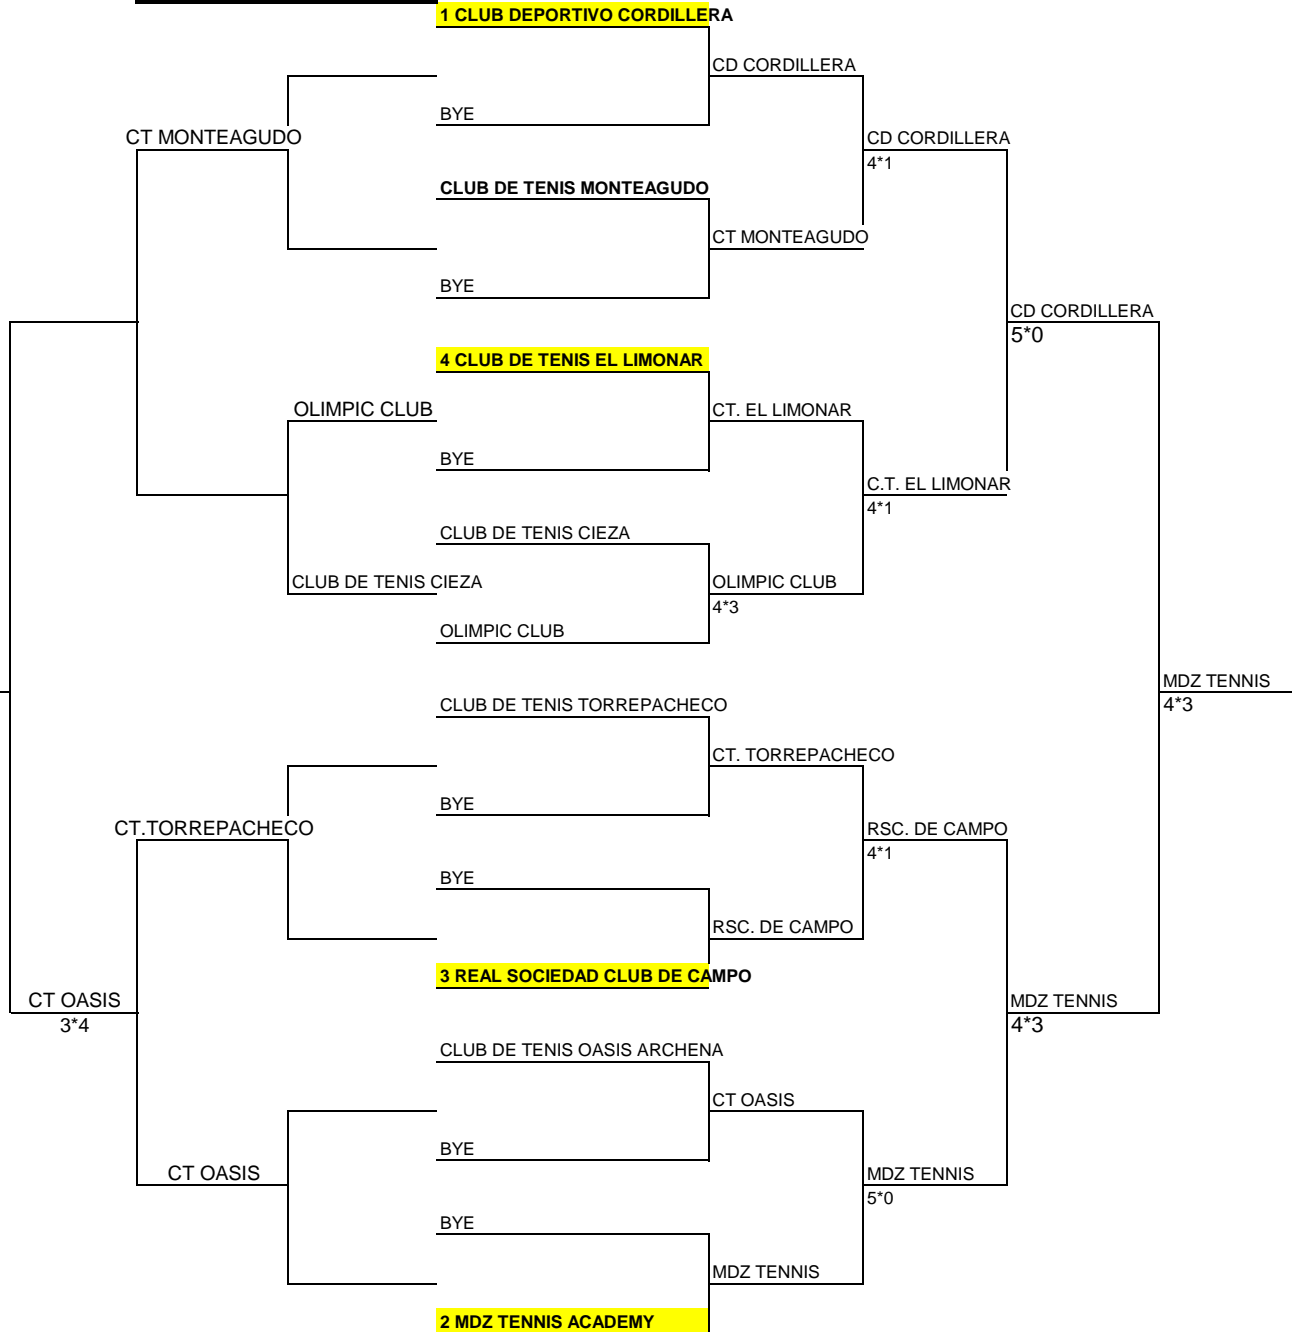 1 CLUB DEPORTIVO CORDILLERA
CD CORDILLERA
BYE
CT MONTEAGUDO
CD CORDILLERA
4*1
CLUB DE TENIS MONTEAGUDO
CT MONTEAGUDO
BYE
CD CORDILLERA
5*0
4 CLUB DE TENIS EL LIMONAR
OLIMPIC CLUB
CT. EL LIMONAR
BYE
C.T. EL LIMONAR
4*1
CLUB DE TENIS CIEZA
CLUB DE TENIS CIEZA
OLIMPIC CLUB
4*3
OLIMPIC CLUB
MDZ TENNIS
4*3
CLUB DE TENIS TORREPACHECO
CT. TORREPACHECO
BYE
CT.TORREPACHECO
RSC. DE CAMPO
4*1
BYE
RSC. DE CAMPO
3 REAL SOCIEDAD CLUB DE CAMPO
CT OASIS
3*4
MDZ TENNIS
4*3
CLUB DE TENIS OASIS ARCHENA
CT OASIS
BYE
CT OASIS
MDZ TENNIS
5*0
BYE
MDZ TENNIS
2 MDZ TENNIS ACADEMY